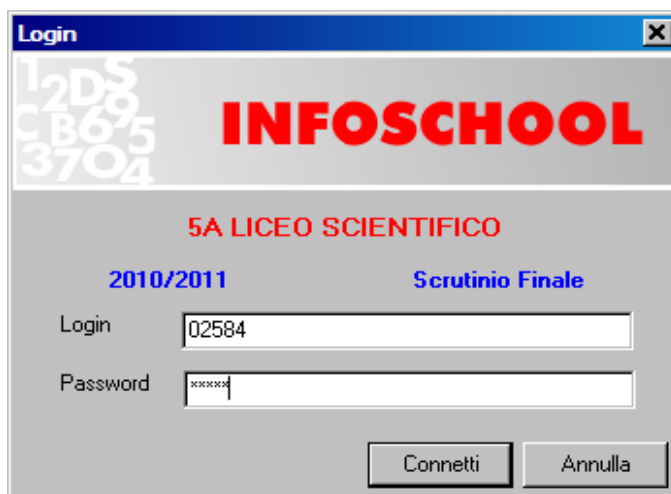 Login
INFOSCHOOL
5A LICEO SCIENTIFICO
2010/2011 Scrutinio Finale
Login 02584
Password *****
Connetti Annulla